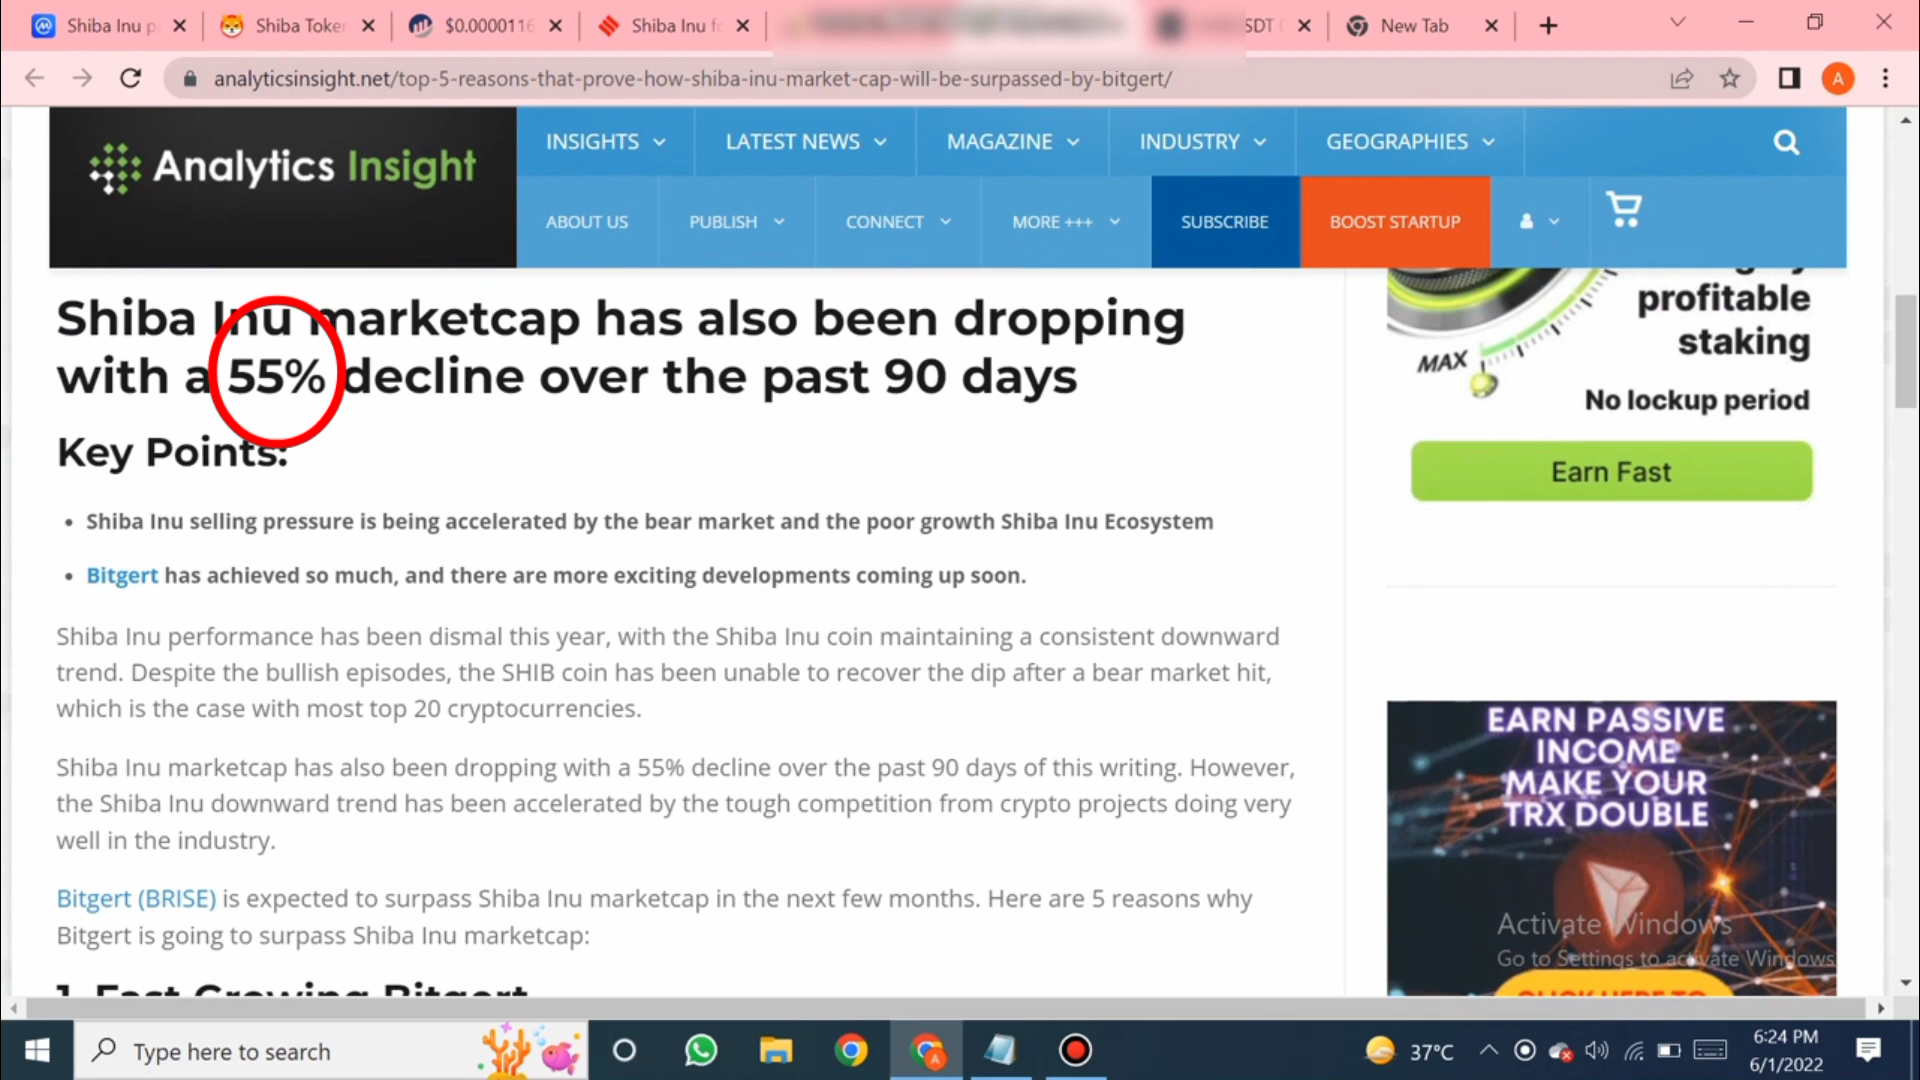 Shiba Inu p
Shiba Token
$0.0000116
Shiba Inu fo
SDT
New Tab
analyticsinsight.net/top-5-reasons-that-prove-how-shiba-inu-market-cap-will-be-surpassed-by-bitgert/
A
Analytics Insight
INSIGHTS
LATEST NEWS
MAGAZINE
INDUSTRY
GEOGRAPHIES
ABOUT US
PUBLISH
CONNECT
MORE +++
SUBSCRIBE
BOOST STARTUP
Shiba Inu marketcap has also been dropping
with a 55% decline over the past 90 days
Key Points:
• Shiba Inu selling pressure is being accelerated by the bear market and the poor growth Shiba Inu Ecosystem
• Bitgert has achieved so much, and there are more exciting developments coming up soon.
Shiba Inu performance has been dismal this year, with the Shiba Inu coin maintaining a consistent downward
trend. Despite the bullish episodes, the SHIB coin has been unable to recover the dip after a bear market hit,
which is the case with most top 20 cryptocurrencies.
Shiba Inu marketcap has also been dropping with a 55% decline over the past 90 days of this writing. However,
the Shiba Inu downward trend has been accelerated by the tough competition from crypto projects doing very
well in the industry.
Bitgert (BRISE) is expected to surpass Shiba Inu marketcap in the next few months. Here are 5 reasons why
Bitgert is going to surpass Shiba Inu marketcap:
1. Fast Growing Bitgert
profitable
staking
MAX
No lockup period
Earn Fast
EARN PASSIVE
INCOME
MAKE YOUR
TRX DOUBLE
Activate Windows
Go to Settings to activate Windows.
CLICK HERE TO
Type here to search
A
37°C
6:24 PM
6/1/2022